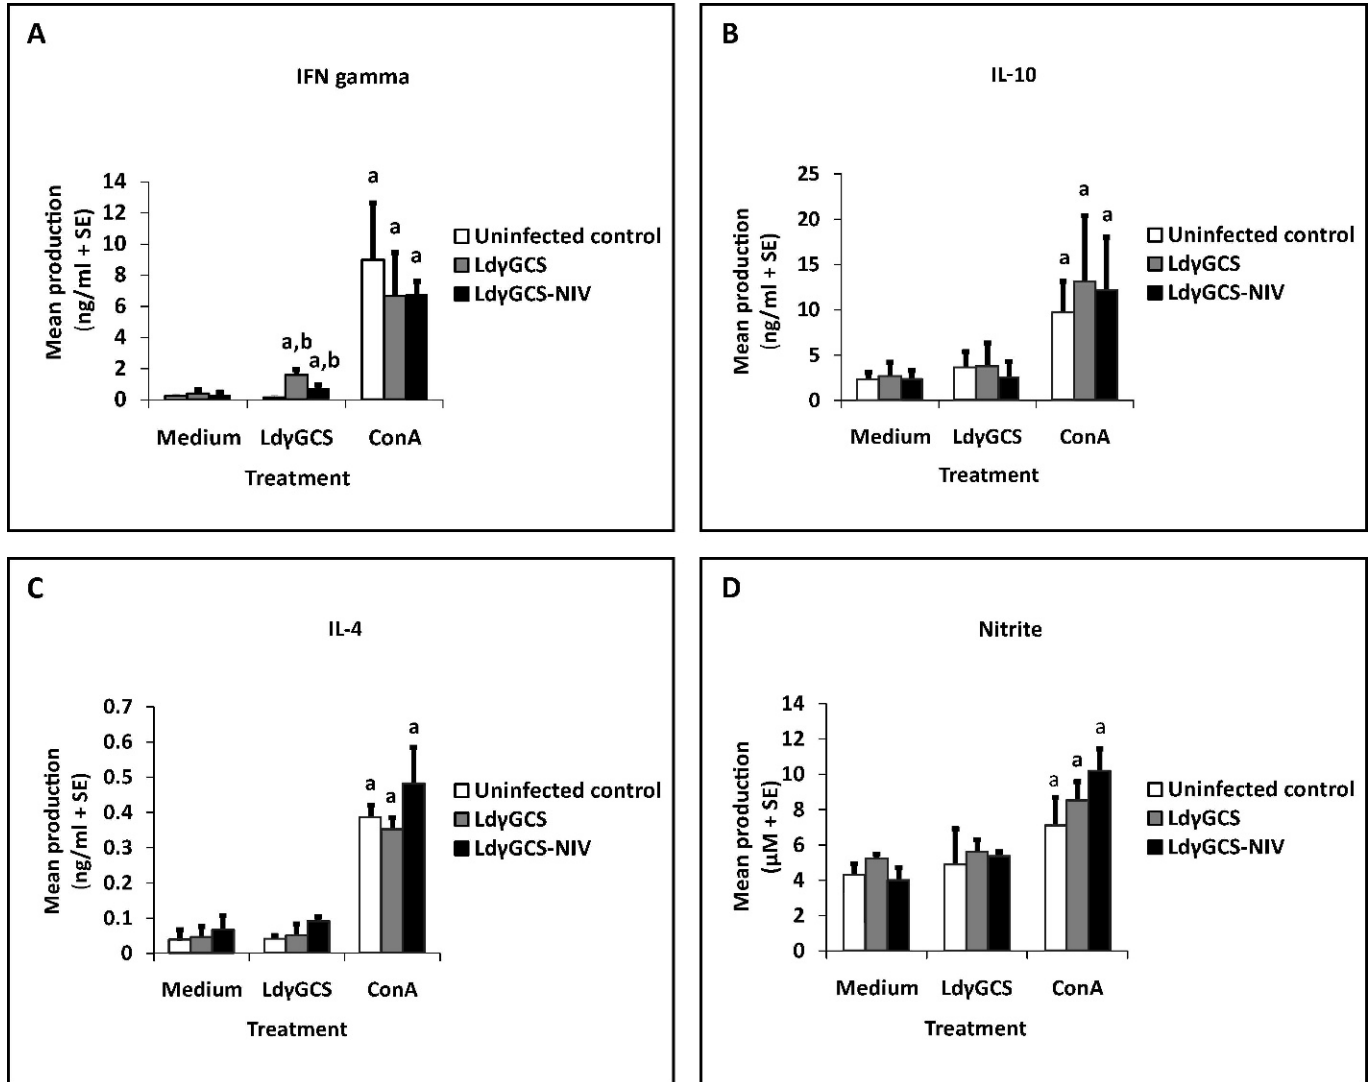 A
IFN gamma
Mean production
(ng/ml + SE)
14
12
10
8
6
4
2
0
a
a
a
a,b
a,b
Medium LdγGCS ConA
Treatment
Uninfected control
LdγGCS
LdγGCS-NIV
B
IL-10
Mean production
(ng/ml + SE)
25
20
15
10
5
0
a
a
a
Medium LdγGCS ConA
Treatment
Uninfected control
LdγGCS
LdγGCS-NIV
C
IL-4
Mean production
(ng/ml + SE)
0.7
0.6
0.5
0.4
0.3
0.2
0.1
0
a
a
a
Medium LdγGCS ConA
Treatment
Uninfected control
LdγGCS
LdγGCS-NIV
D
Nitrite
Mean production
(µM + SE)
14
12
10
8
6
4
2
0
a
a
a
Medium LdγGCS ConA
Treatment
Uninfected control
LdγGCS
LdγGCS-NIV